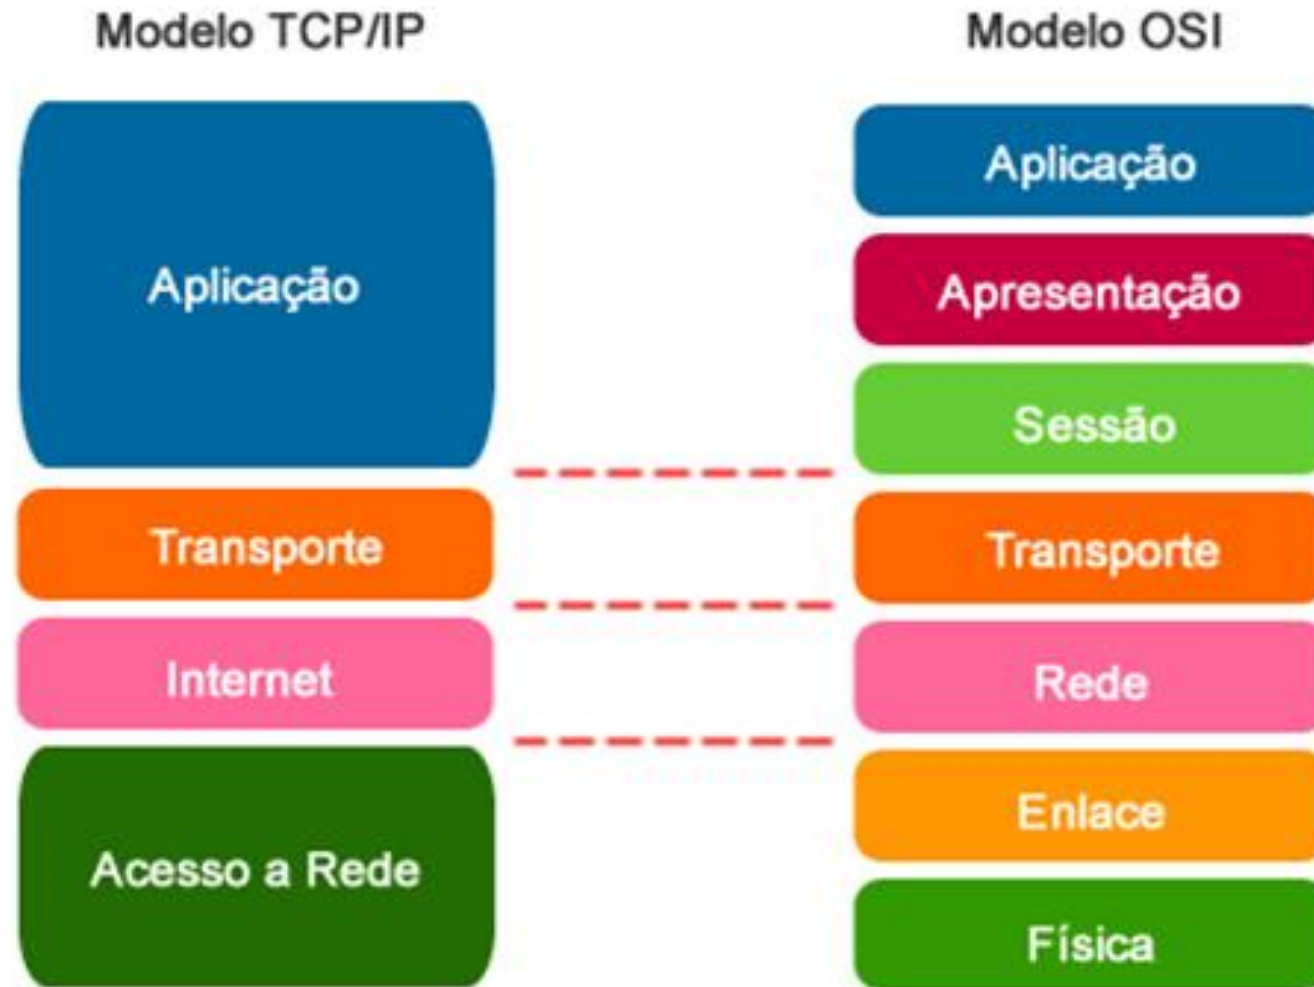 Modelo TCP/IP
Aplicação
Transporte
Internet
Acesso a Rede
Modelo OSI
Aplicação
Apresentação
Sessão
Transporte
Rede
Enlace
Física